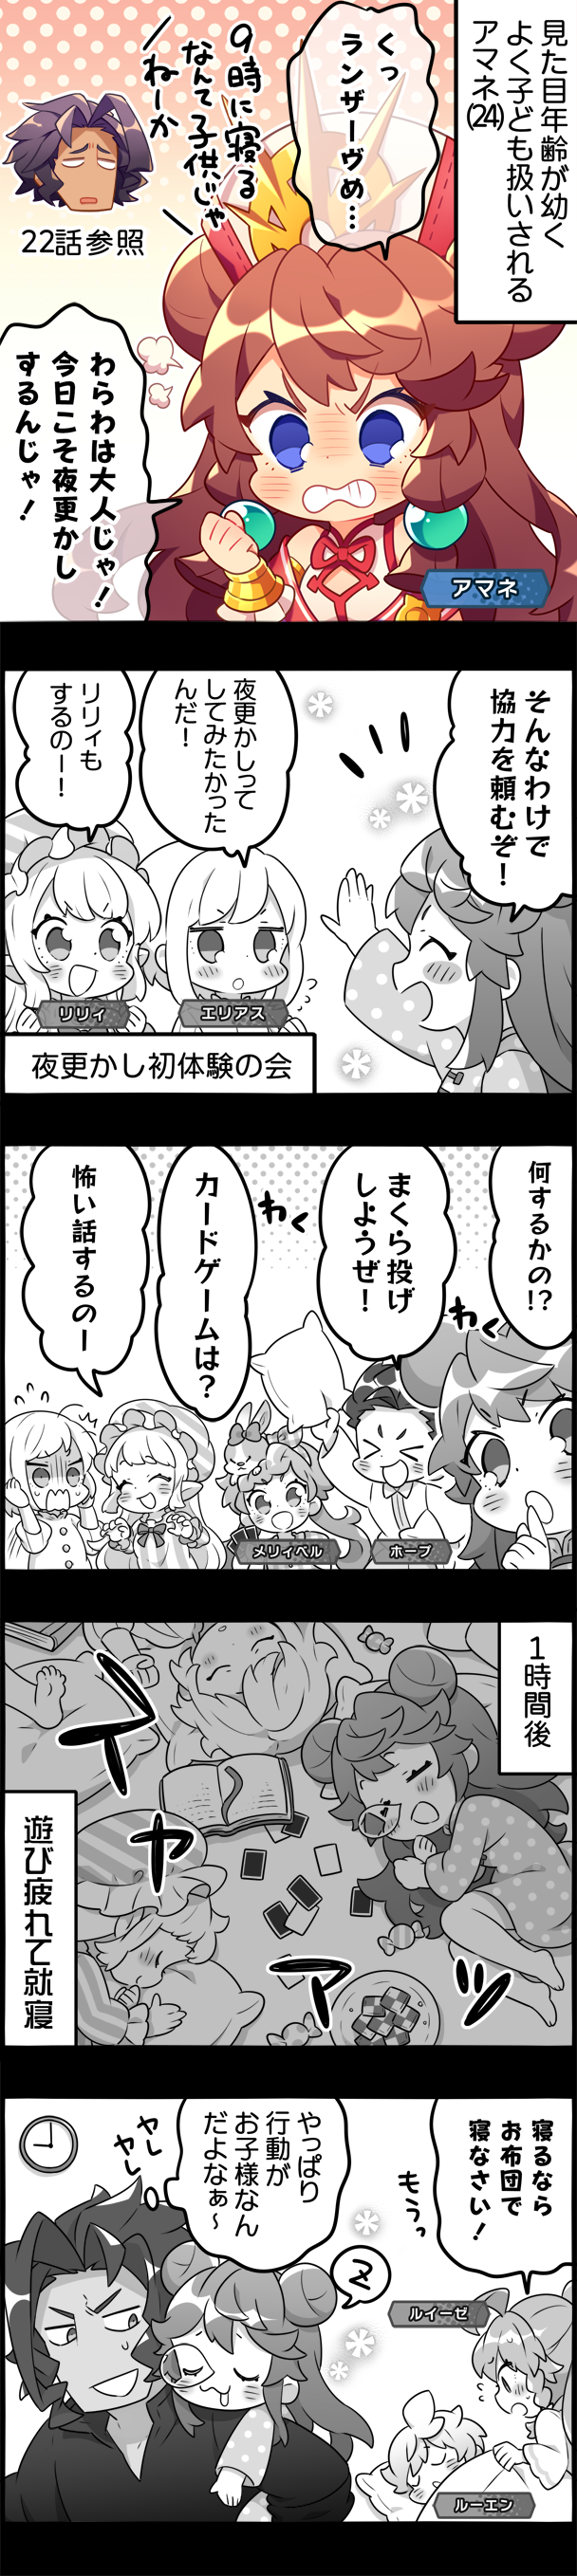 見た目年齢が幼く
よく子ども扱いされる
アマネ(24)
くっ
ランザーヴめ…
9時に寝る
なんて子供じゃ
ねーか
22話参照
わらわは大人じゃ!
今日こそ夜更かし
するんじゃ!
アマネ
そんなわけで
協力を頼むぞ!
夜更かしって
してみたかった
んだ!
リリィも
するのー!
エリアス
リリィ
夜更かし初体験の会
何するかの!?
わく
まくら投げ
しようぜ!
わく
カードゲームは?
怖い話するのー
ホープ
メリィベル
1時間後
スヤァッ
遊び疲れて就寝
寝るなら
お布団で
寝なさい!
もうっ
やっぱり
行動が
お子様なん
だよなぁ~
ヤレ
ヤレ
Z
ルイーゼ
ルーエン